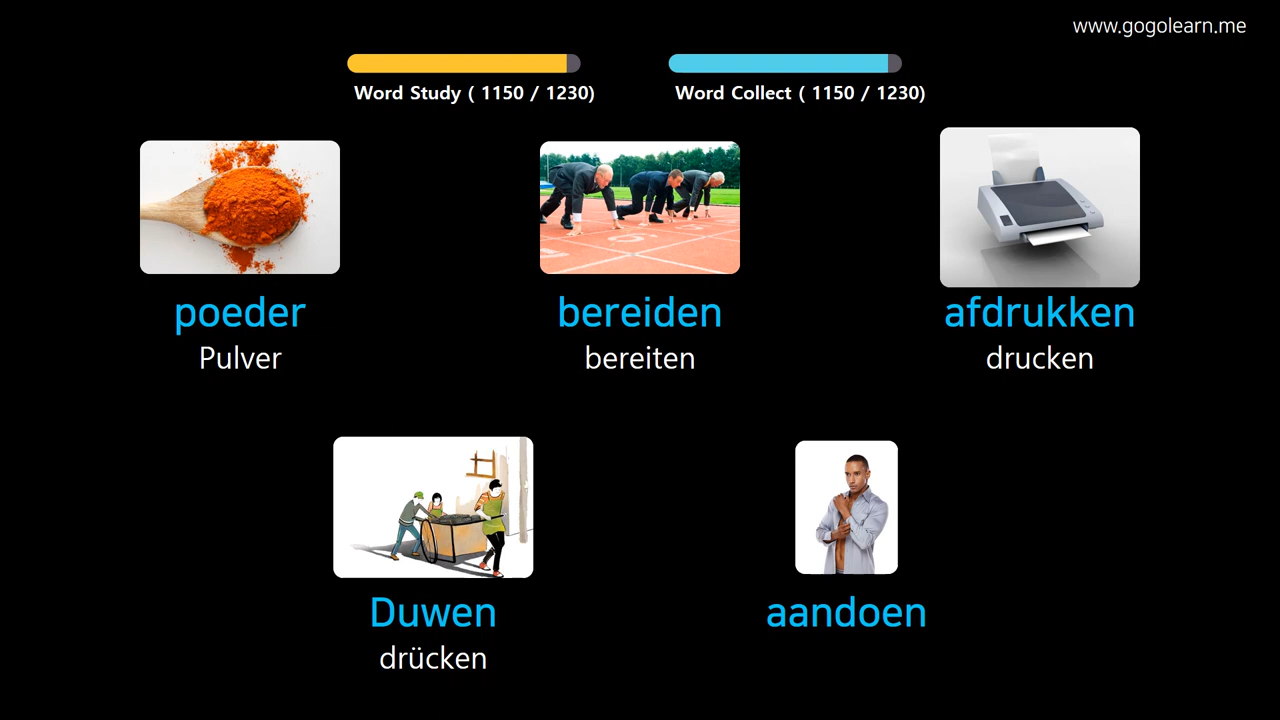 www.gogolearn.me
Word Study ( 1150 / 1230)
Word Collect ( 1150 / 1230)
poeder
Pulver
bereiden
bereiten
afdrukken
drucken
Duwen
drücken
aandoen